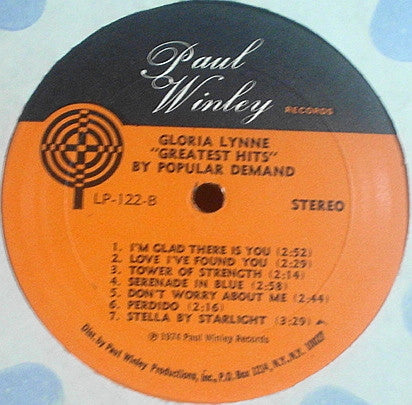 Paul
Winley
RECORDS
GLORIA LYNNE
"GREATEST HITS"
BY POPULAR DEMAND
LP-122-B
STEREO
1. I'M GLAD THERE IS YOU (2:52)
2. LOVE I'VE FOUND YOU (2:29)
3. TOWER OF STRENGTH (2:14)
4. SERENADE IN BLUE (2:58)
5. DON'T WORRY ABOUT ME (2:44)
6. PERDIDO (2:16)
7. STELLA BY STARLIGHT (3:29)
℗ 1974 Paul Winley Records
Dist. by Paul Winley Productions, Inc., P.O. Box 1214, N.Y., N.Y.